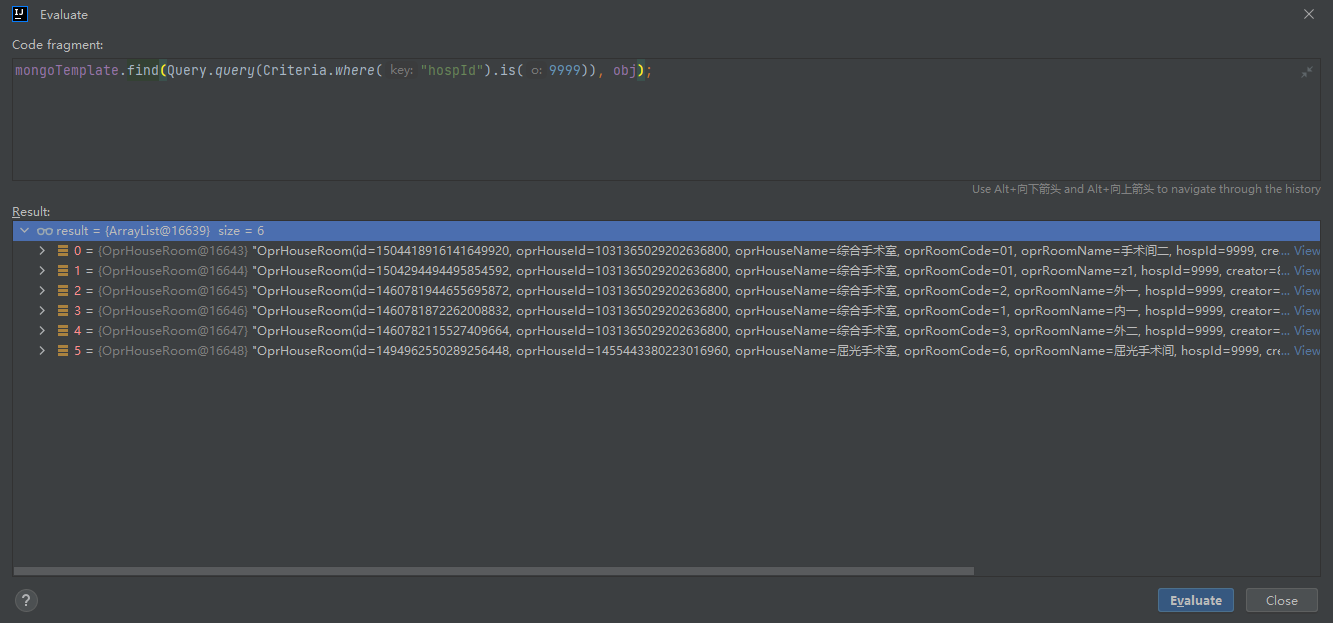 Evaluate
Code fragment:
mongoTemplate.find(Query.query(Criteria.where( key: "hospId").is( o: 9999)), obj);
Use Alt+向下箭头 and Alt+向上箭头 to navigate through the history
Result:
result = {ArrayList@16639} size = 6
0 = {OprHouseRoom@16643} "OprHouseRoom(id=1504418916141649920, oprHouseId=1031365029202636800, oprHouseName=综合手术室, oprRoomCode=01, oprRoomName=手术间二, hospId=9999, cre... View
1 = {OprHouseRoom@16644} "OprHouseRoom(id=1504294494495854592, oprHouseId=1031365029202636800, oprHouseName=综合手术室, oprRoomCode=01, oprRoomName=z1, hospId=9999, creator=8... View
2 = {OprHouseRoom@16645} "OprHouseRoom(id=1460781944655695872, oprHouseId=1031365029202636800, oprHouseName=综合手术室, oprRoomCode=2, oprRoomName=外一, hospId=9999, creator=... View
3 = {OprHouseRoom@16646} "OprHouseRoom(id=1460781872262008832, oprHouseId=1031365029202636800, oprHouseName=综合手术室, oprRoomCode=1, oprRoomName=内一, hospId=9999, creator=... View
4 = {OprHouseRoom@16647} "OprHouseRoom(id=1460782115527409664, oprHouseId=1031365029202636800, oprHouseName=综合手术室, oprRoomCode=3, oprRoomName=外二, hospId=9999, creator=... View
5 = {OprHouseRoom@16648} "OprHouseRoom(id=1494962550289256448, oprHouseId=1455443380223016960, oprHouseName=屈光手术室, oprRoomCode=6, oprRoomName=屈光手术间, hospId=9999, cre... View
? Evaluate Close